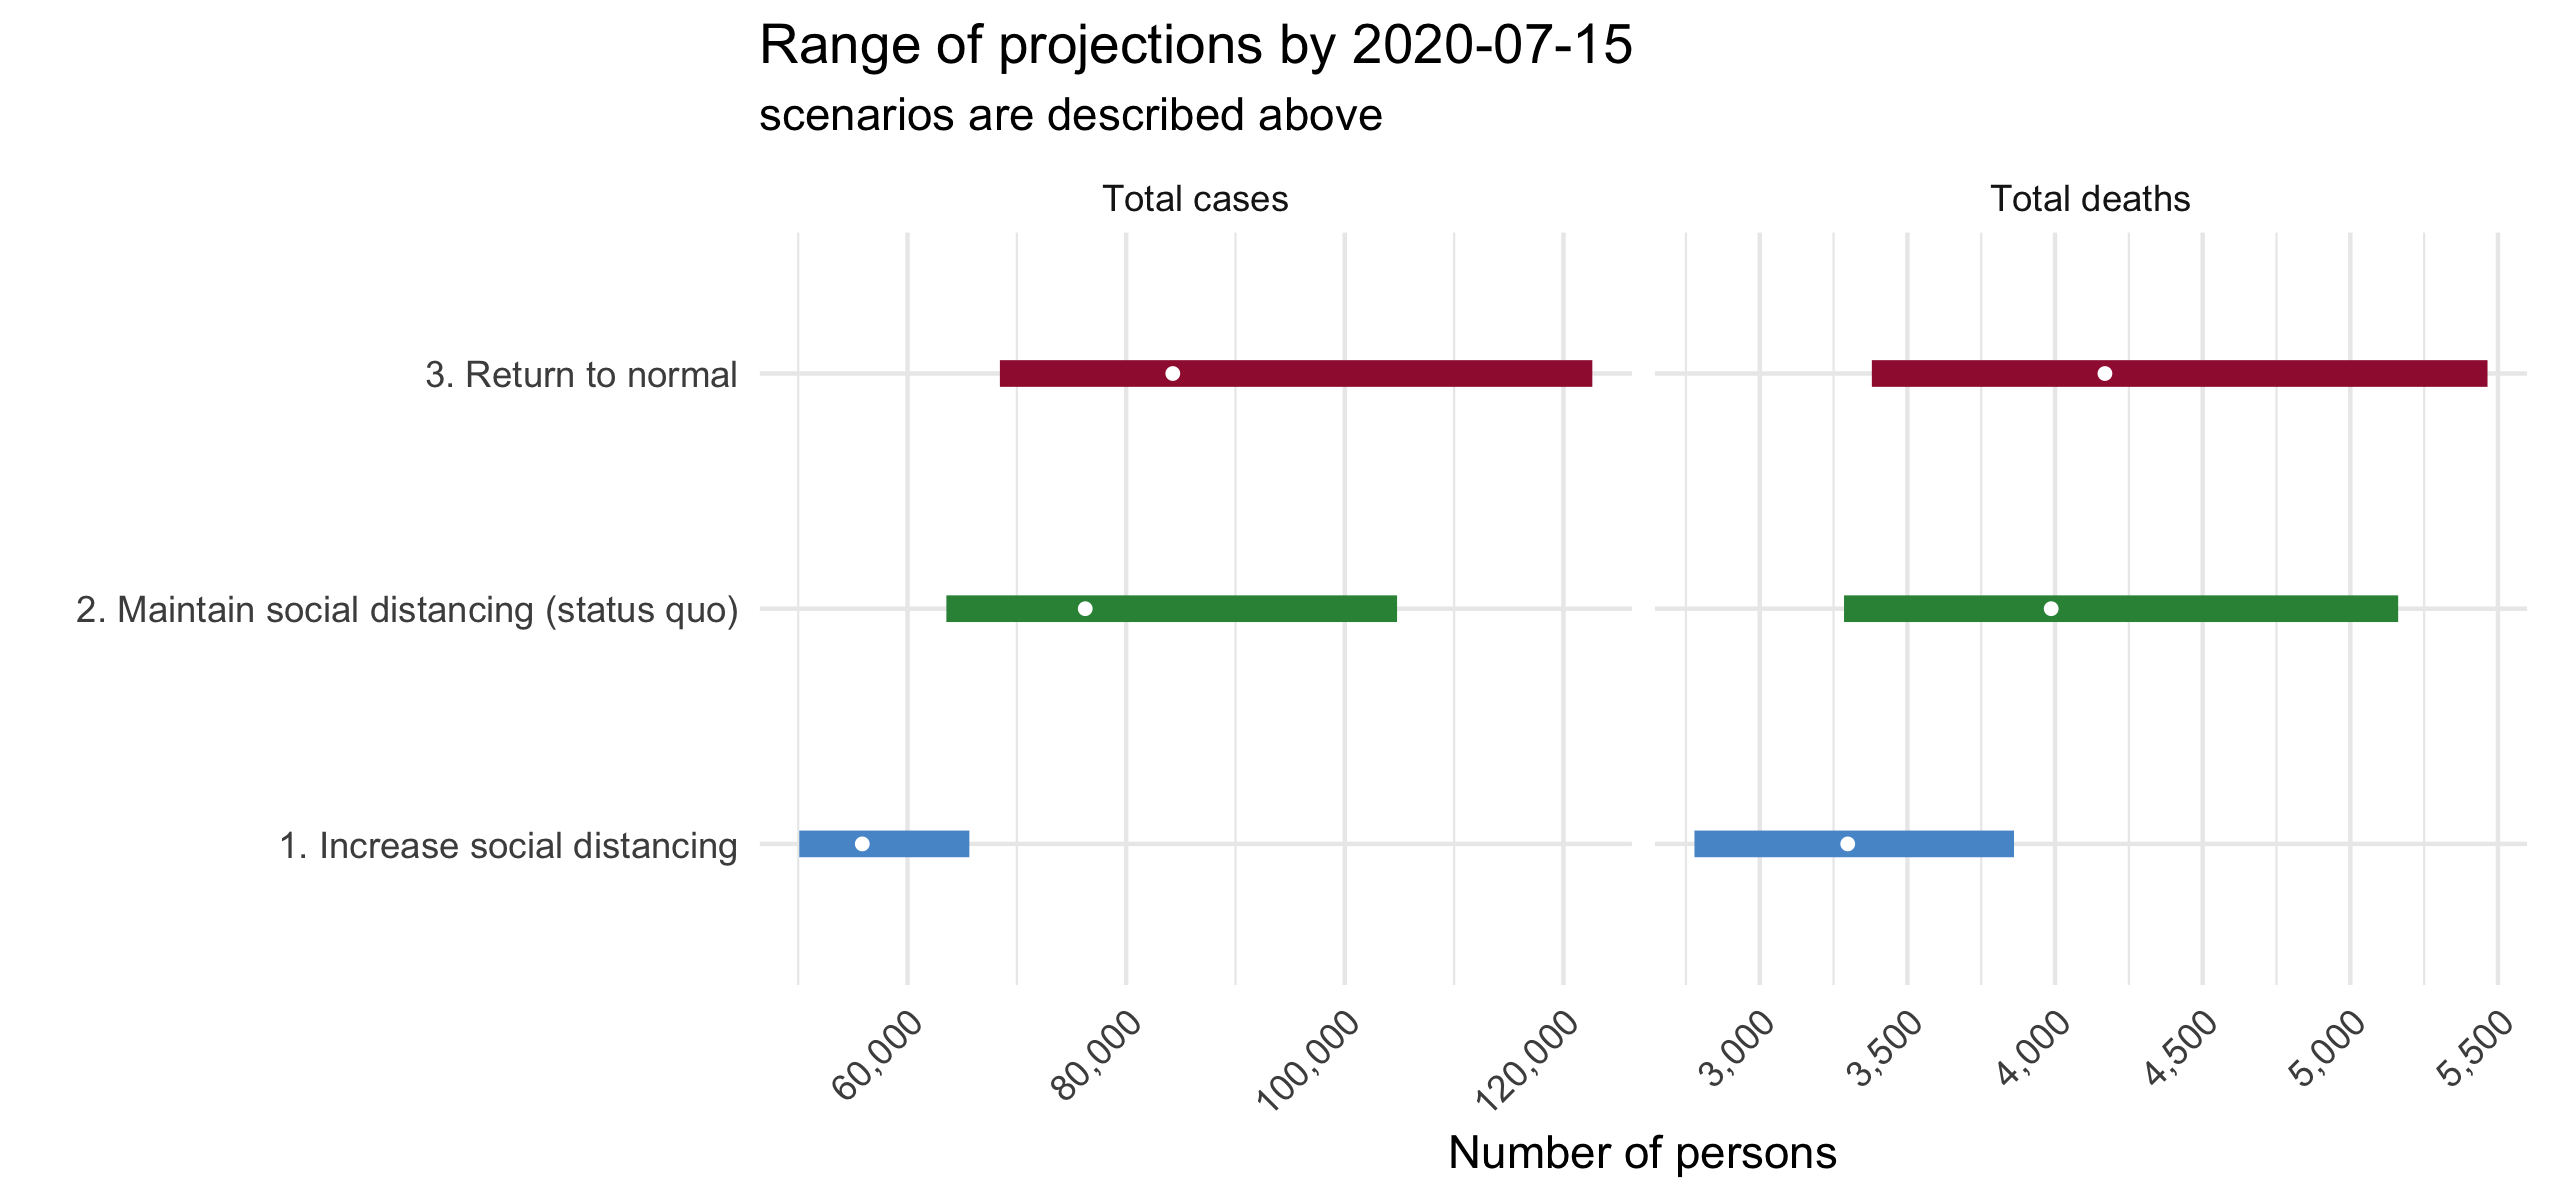 Range of projections by 2020-07-15
scenarios are described above
Total cases
Total deaths
3. Return to normal
2. Maintain social distancing (status quo)
1. Increase social distancing
60,000
80,000
100,000
120,000
3,000
3,500
4,000
4,500
5,000
5,500
Number of persons